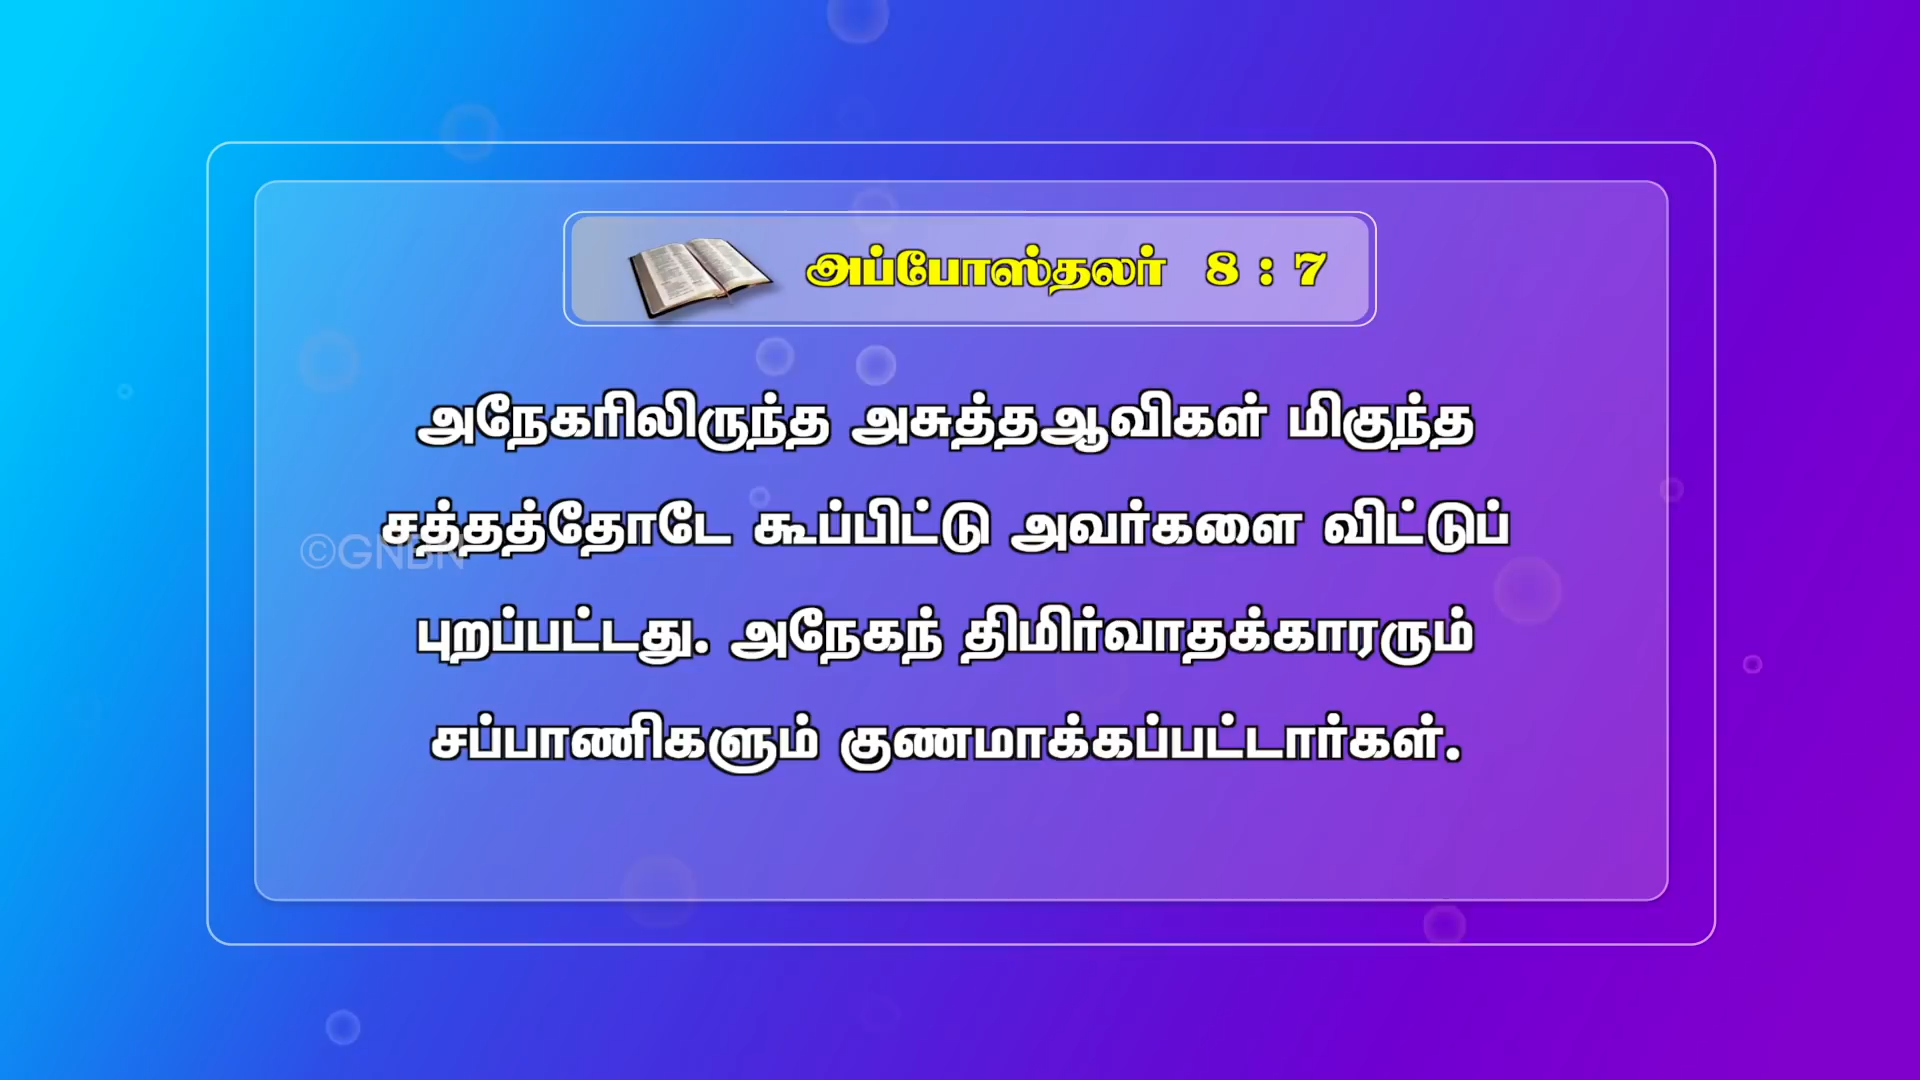 அப்போஸ்தலர் 8 : 7
அநேகரிலிருந்த அசுத்தஆவிகள் மிகுந்த
சத்தத்தோடே கூப்பிட்டு அவர்களை விட்டுப்
©GNBN
புறப்பட்டது. அநேகந் திமிர்வாதக்காரரும்
சப்பாணிகளும் குணமாக்கப்பட்டார்கள்.